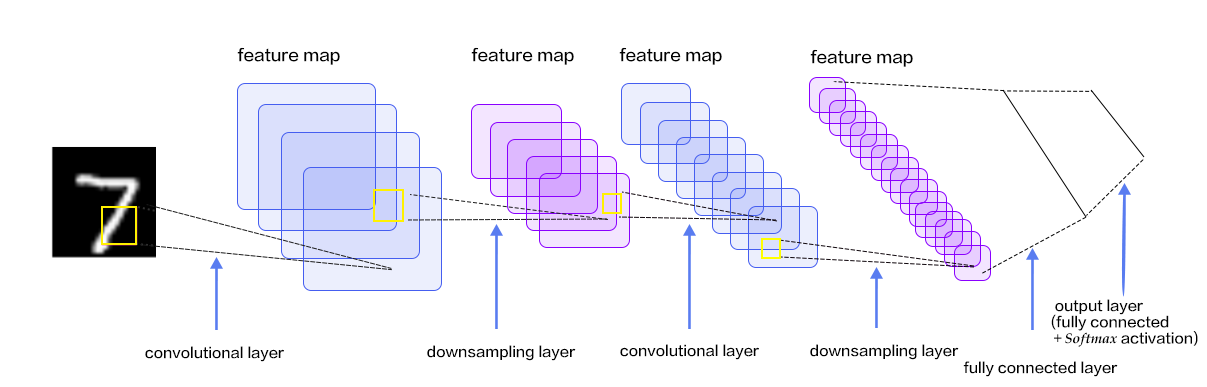 feature map
feature map
feature map
feature map
convolutional layer
downsampling layer
convolutional layer
downsampling layer
fully connected layer
output layer
(fully connected
+ Softmax activation)